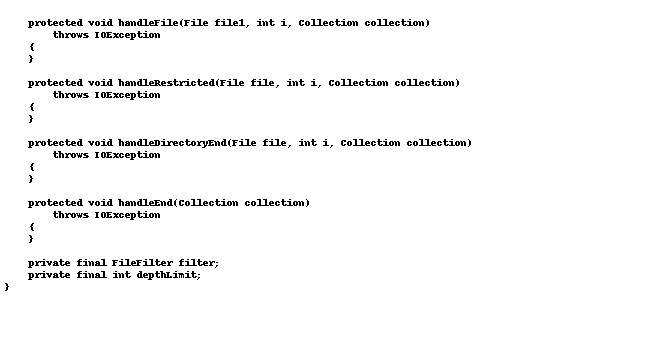 protected void handleFile(File file1, int i, Collection collection)
throws IOException
{
}
protected void handleRestricted(File file, int i, Collection collection)
throws IOException
{
}
protected void handleDirectoryEnd(File file, int i, Collection collection)
throws IOException
{
}
protected void handleEnd(Collection collection)
throws IOException
{
}
private final FileFilter filter;
private final int depthLimit;
}